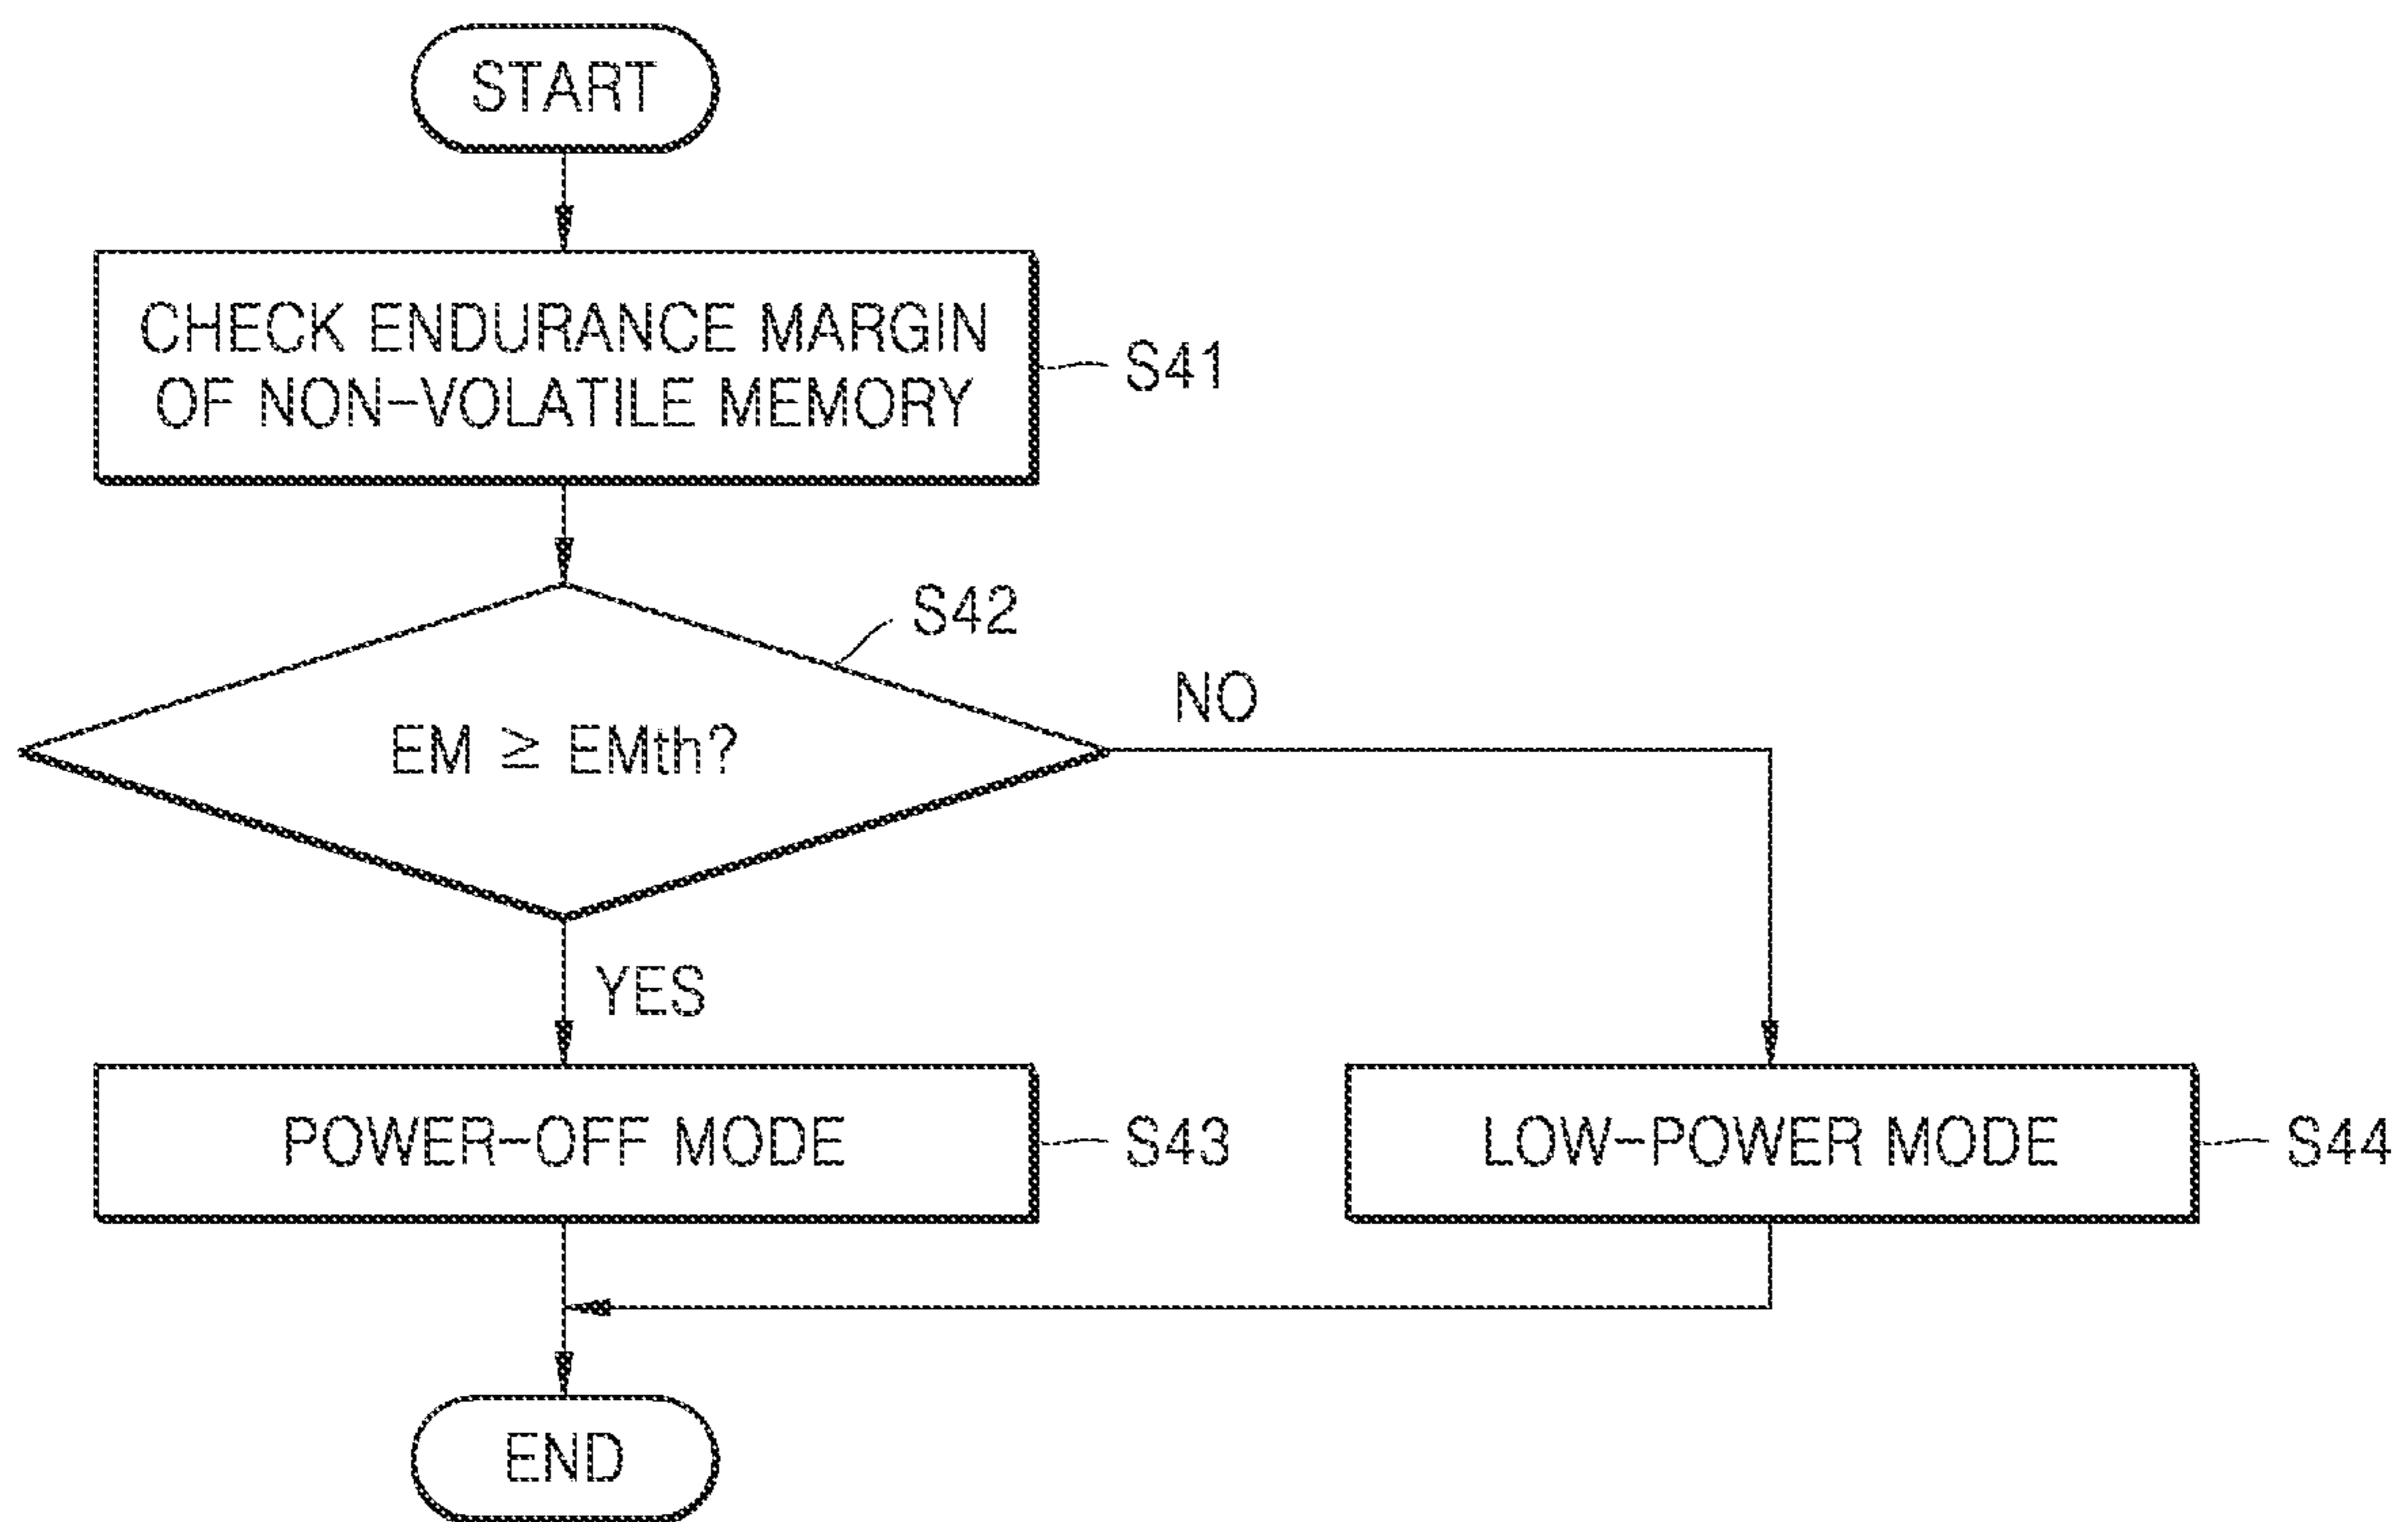 START
CHECK ENDURANCE MARGIN
OF NON-VOLATILE MEMORY
S41
S42
EM ≥ EMth?
NO
YES
POWER-OFF MODE
S43
LOW-POWER MODE
S44
END